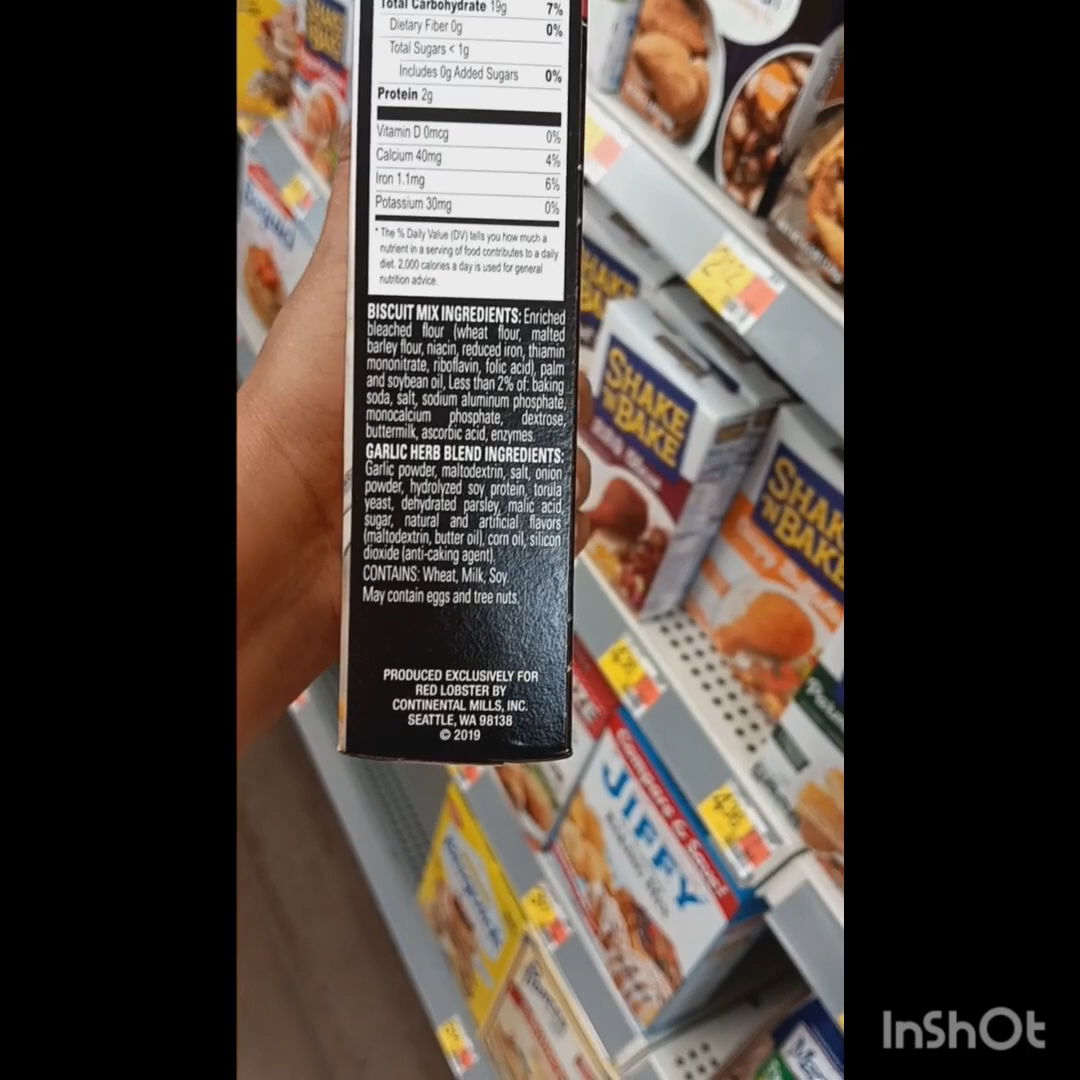 Total Carbohydrate 19g 7%
Dietary Fiber 0g 0%
Total Sugars < 1g
Includes 0g Added Sugars 0%
Protein 2g
Vitamin D 0mcg 0%
Calcium 40mg 4%
Iron 1.1mg 6%
Potassium 30mg 0%
* The % Daily Value (DV) tells you how much a
nutrient in a serving of food contributes to a daily
diet. 2,000 calories a day is used for general
nutrition advice.
BISCUIT MIX INGREDIENTS: Enriched
bleached flour (wheat flour, malted
barley flour, niacin, reduced iron, thiamin
mononitrate, riboflavin, folic acid), palm
and soybean oil, Less than 2% of: baking
soda, salt, sodium aluminum phosphate,
monocalcium phosphate, dextrose,
buttermilk, ascorbic acid, enzymes.
GARLIC HERB BLEND INGREDIENTS:
Garlic powder, maltodextrin, salt, onion
powder, hydrolyzed soy protein, torula
yeast, dehydrated parsley, malic acid,
sugar, natural and artificial flavors
(maltodextrin, butter oil), corn oil, silicon
dioxide (anti-caking agent).
CONTAINS: Wheat, Milk, Soy.
May contain eggs and tree nuts.
PRODUCED EXCLUSIVELY FOR
RED LOBSTER BY
CONTINENTAL MILLS, INC.
SEATTLE, WA 98138
© 2019
SHAKE
'N BAKE
SHAKE
'N BAKE
Compare & Save!
JIFFY
InShOt